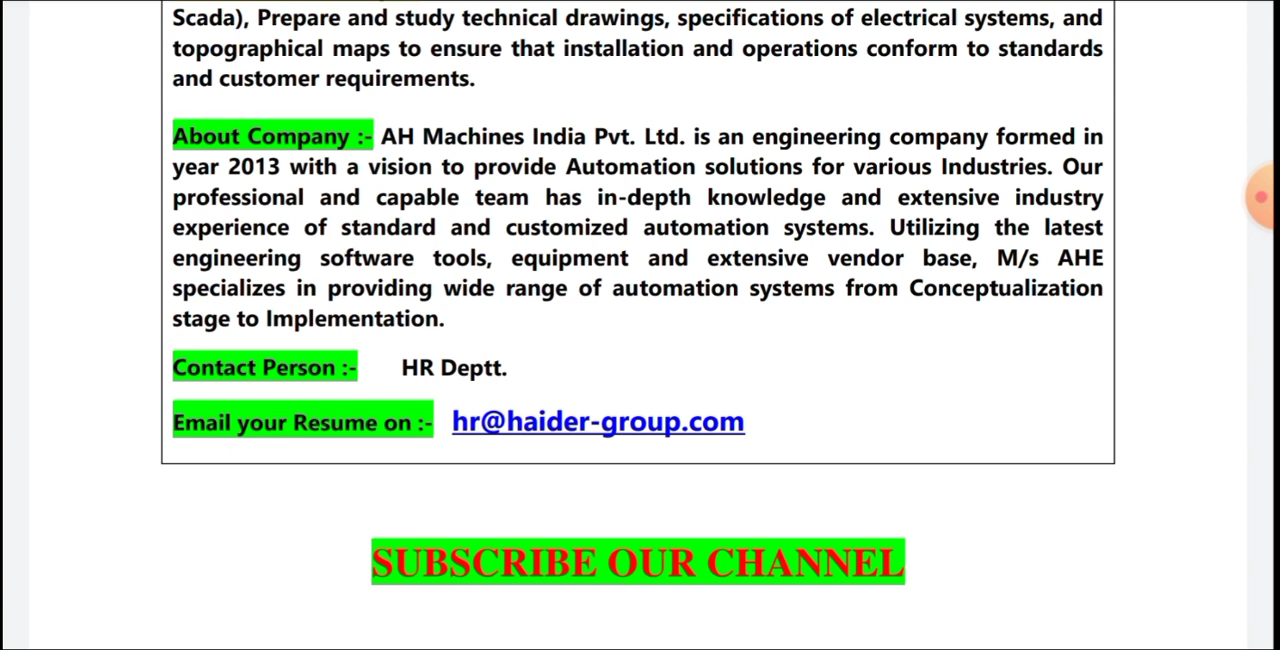 Scada), Prepare and study technical drawings, specifications of electrical systems, and
topographical maps to ensure that installation and operations conform to standards
and customer requirements.
About Company :- AH Machines India Pvt. Ltd. is an engineering company formed in
year 2013 with a vision to provide Automation solutions for various Industries. Our
professional and capable team has in-depth knowledge and extensive industry
experience of standard and customized automation systems. Utilizing the latest
engineering software tools, equipment and extensive vendor base, M/s AHE
specializes in providing wide range of automation systems from Conceptualization
stage to Implementation.
Contact Person :- HR Deptt.
Email your Resume on :- hr@haider-group.com
SUBSCRIBE OUR CHANNEL